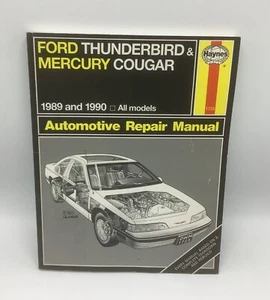 FORD THUNDERBIRD &
MERCURY COUGAR
Haynes
1989 and 1990 □ All models
Automotive Repair Manual